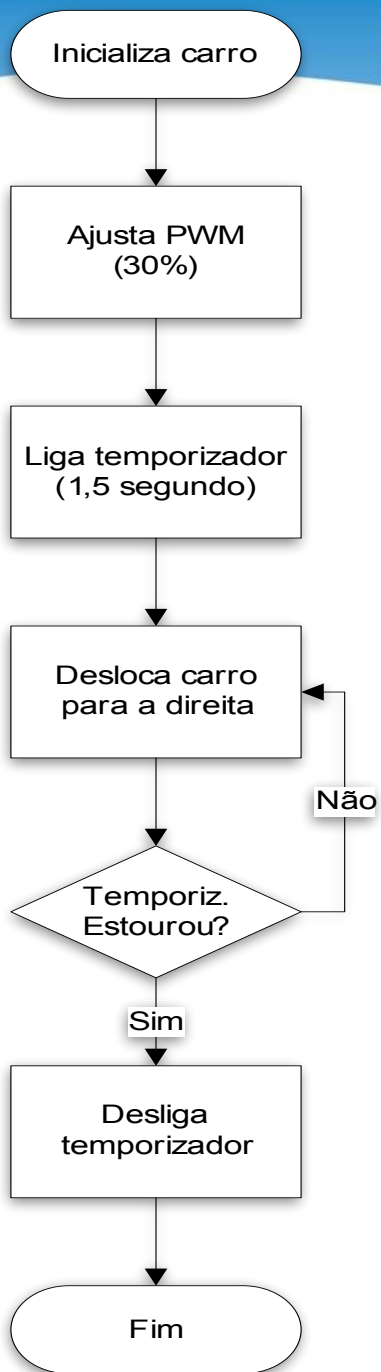 Inicializa carro
Ajusta PWM
(30%)
Liga temporizador
(1,5 segundo)
Desloca carro
para a direita
Não
Temporiz.
Estourou?
Sim
Desliga
temporizador
Fim